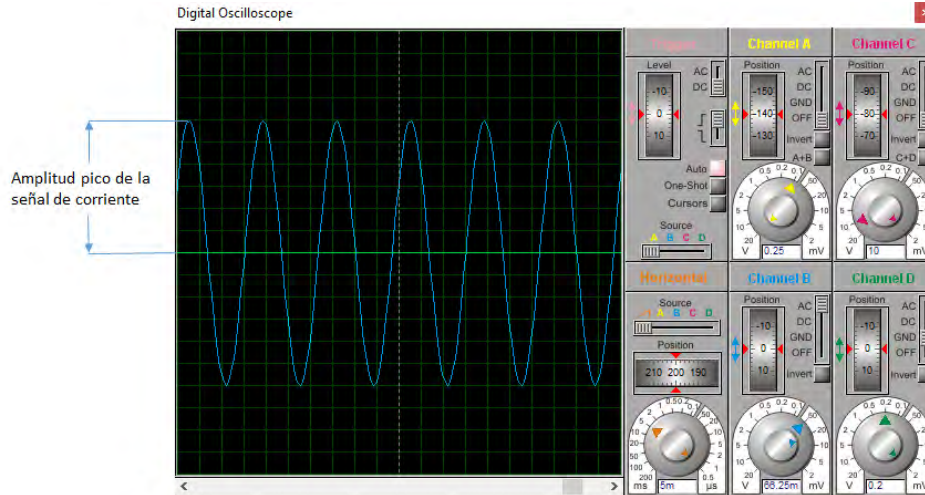 Digital Oscilloscope
Amplitud pico de la
señal de corriente
Trigger
Level
-10
0
10
AC
DC
Auto
One-Shot
Cursors
Source
A B C D
Channel A
Position
-150
-140
-130
AC
DC
GND
OFF
Invert
A+B
V 0.25 mV
Channel C
Position
-90
-80
-70
AC
DC
GND
OFF
Invert
C+D
V 10 mV
Horizontal
Source
A B C D
Position
210 200 190
ms 5m µs
Channel B
Position
-10
0
10
AC
DC
GND
OFF
Invert
V 66.25m mV
Channel D
Position
-10
0
10
AC
DC
GND
OFF
Invert
V 0.2 mV